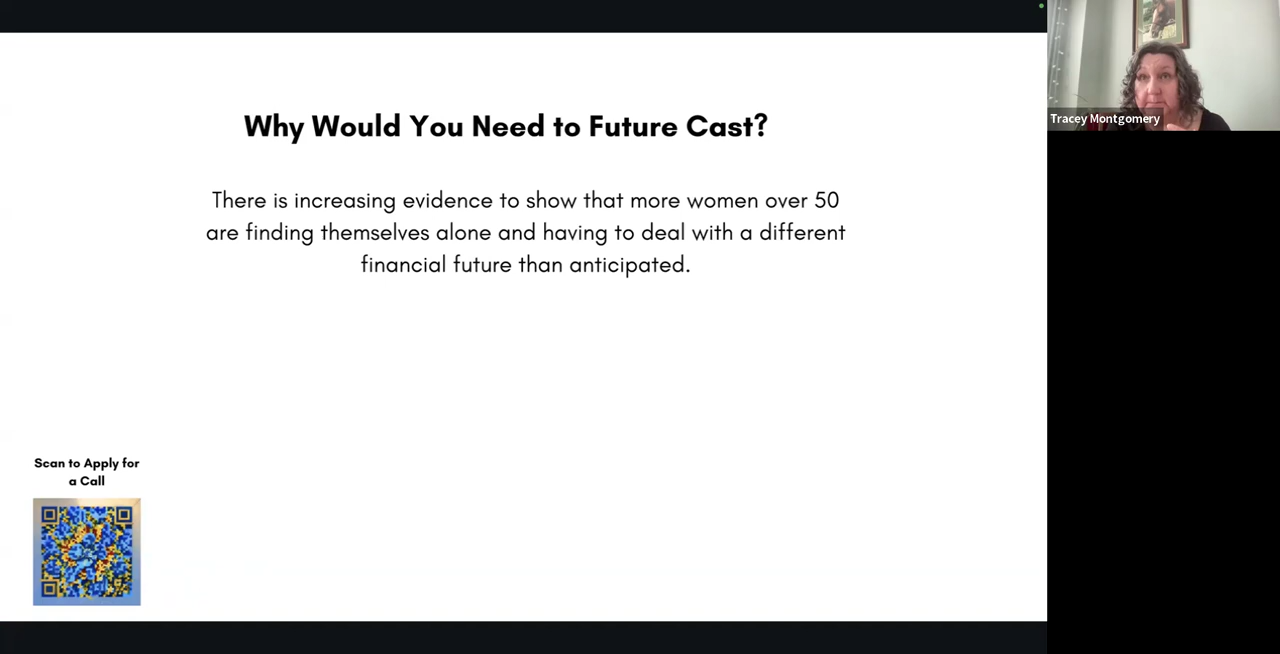 Why Would You Need to Future Cast?
There is increasing evidence to show that more women over 50
are finding themselves alone and having to deal with a different
financial future than anticipated.
Scan to Apply for
a Call
Tracey Montgomery